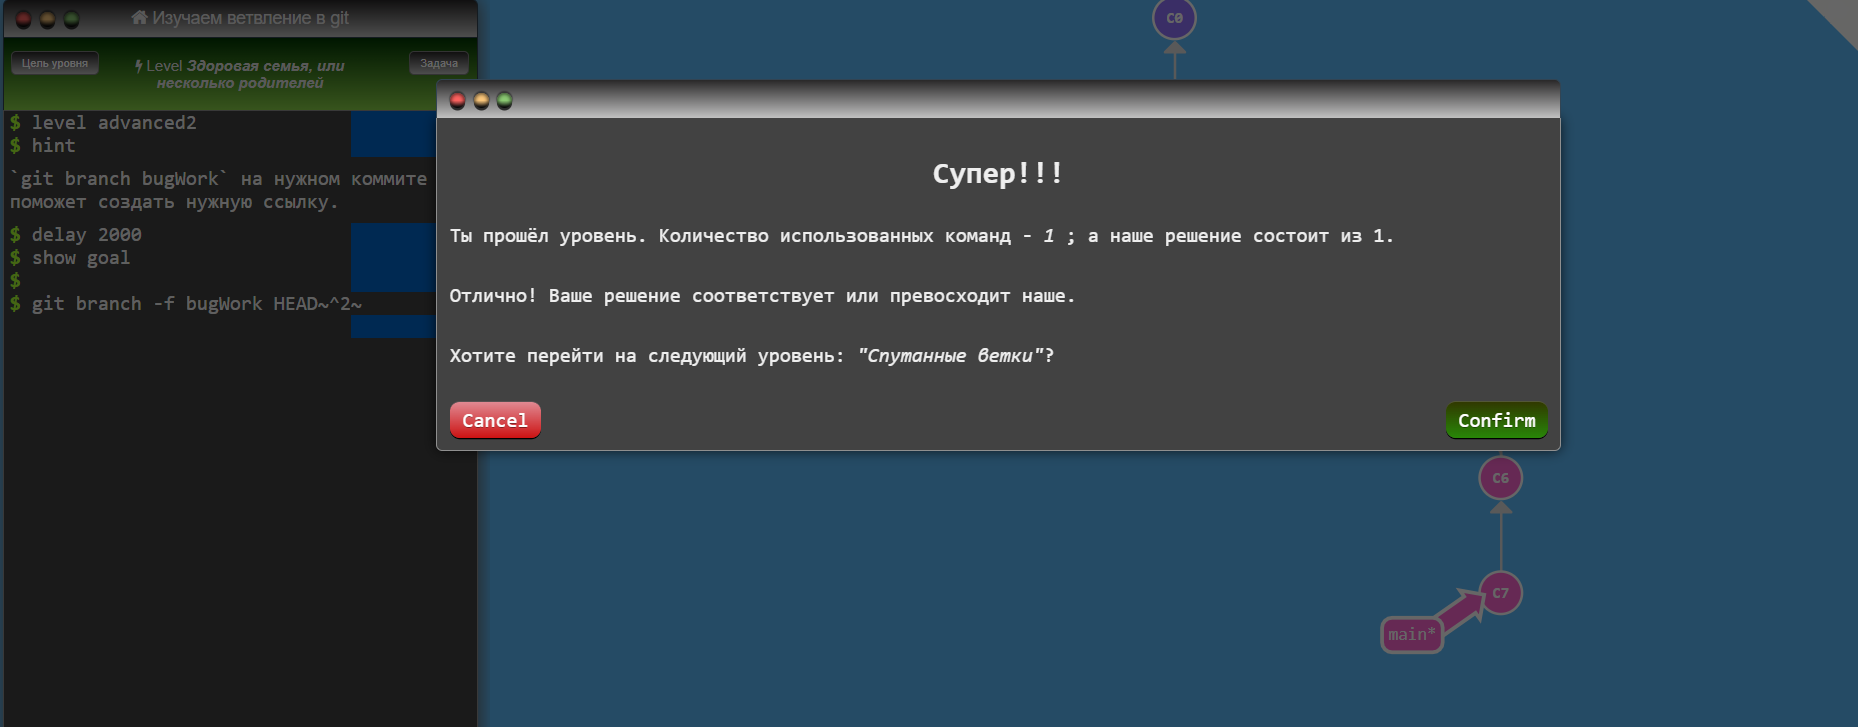 Изучаем ветвление в git
Цель уровня
Level Здоровая семья, или
несколько родителей
Задача
$ level advanced2
$ hint
`git branch bugWork` на нужном коммите
поможет создать нужную ссылку.
$ delay 2000
$ show goal
$
$ git branch -f bugWork HEAD~^2~
C0
Супер!!!
Ты прошёл уровень. Количество использованных команд - 1 ; а наше решение состоит из 1.
Отлично! Ваше решение соответствует или превосходит наше.
Хотите перейти на следующий уровень: "Спутанные ветки"?
Cancel
Confirm
C6
C7
main*